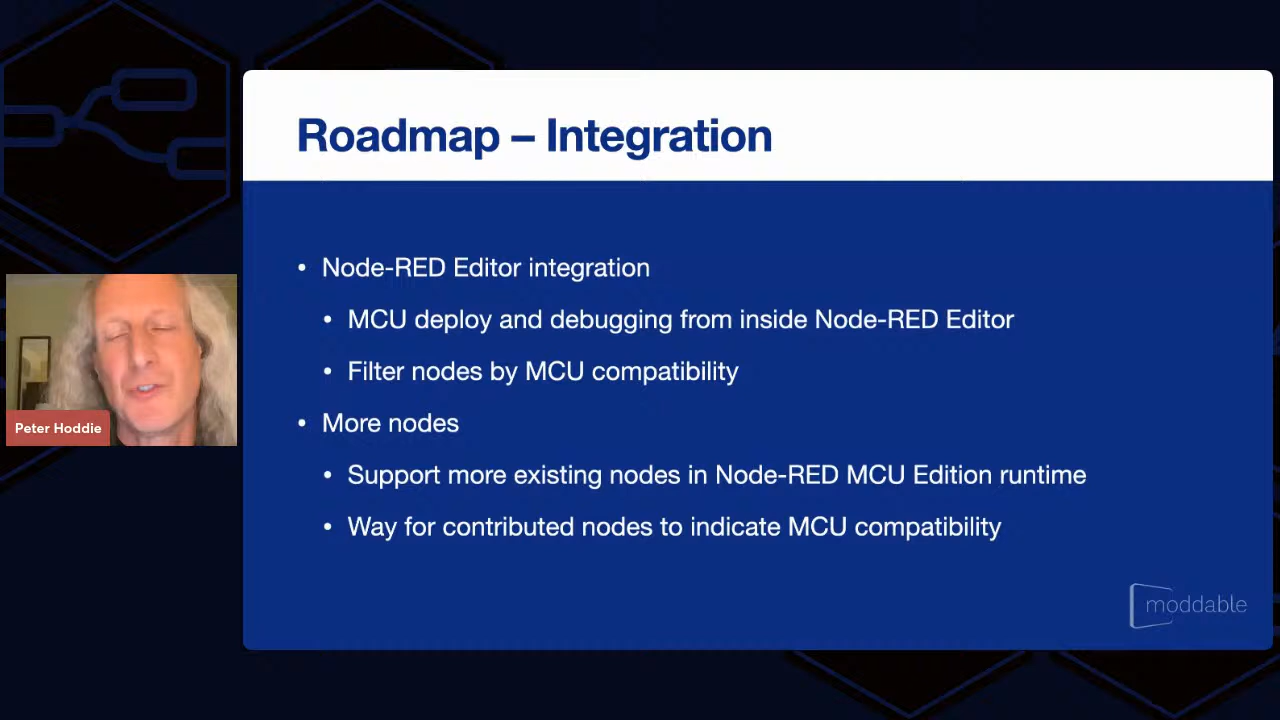 Roadmap – Integration
• Node-RED Editor integration
• MCU deploy and debugging from inside Node-RED Editor
• Filter nodes by MCU compatibility
• More nodes
• Support more existing nodes in Node-RED MCU Edition runtime
• Way for contributed nodes to indicate MCU compatibility
Peter Hoddie
moddable